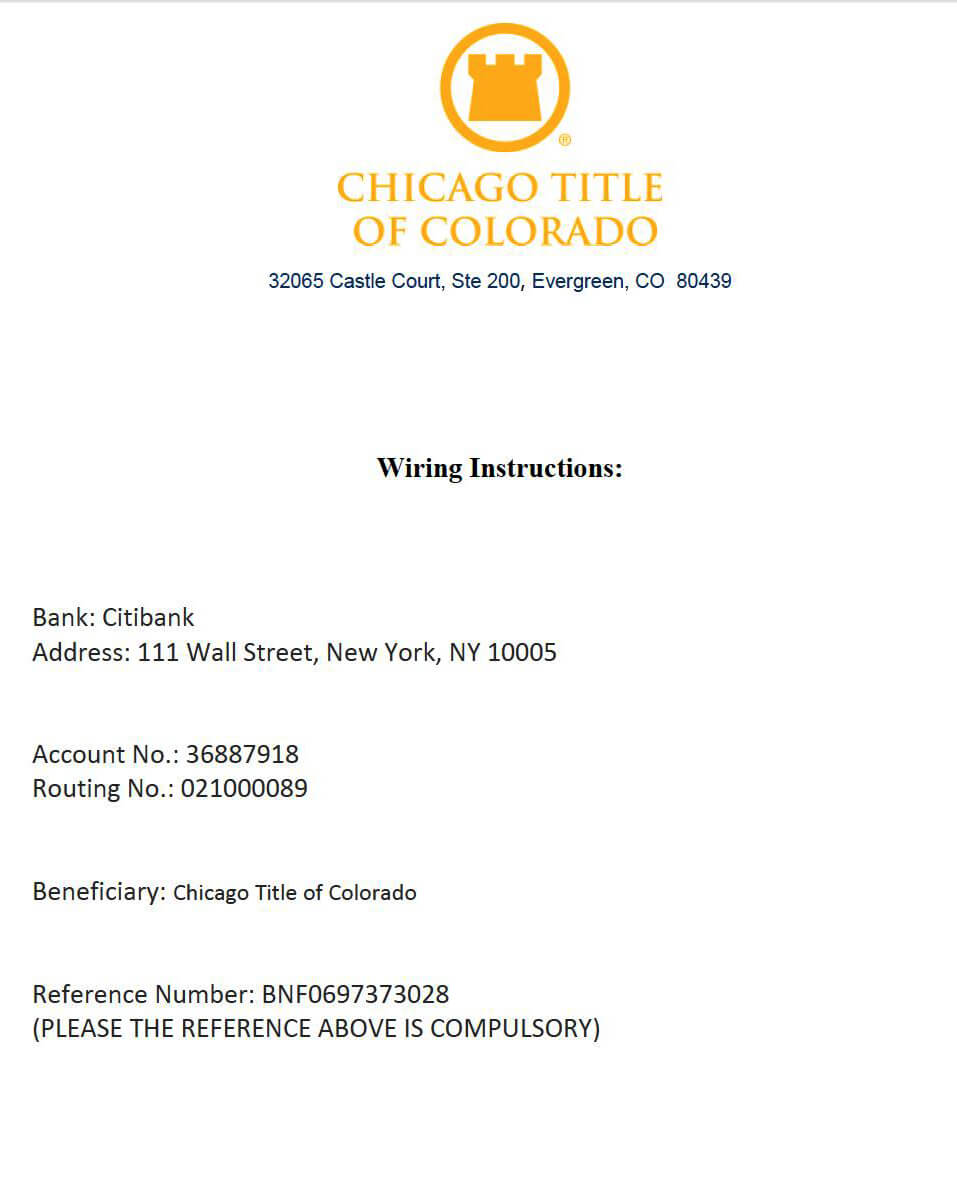 ®
CHICAGO TITLE
OF COLORADO
32065 Castle Court, Ste 200, Evergreen, CO 80439
Wiring Instructions:
Bank: Citibank
Address: 111 Wall Street, New York, NY 10005
Account No.: 36887918
Routing No.: 021000089
Beneficiary: Chicago Title of Colorado
Reference Number: BNF0697373028
(PLEASE THE REFERENCE ABOVE IS COMPULSORY)